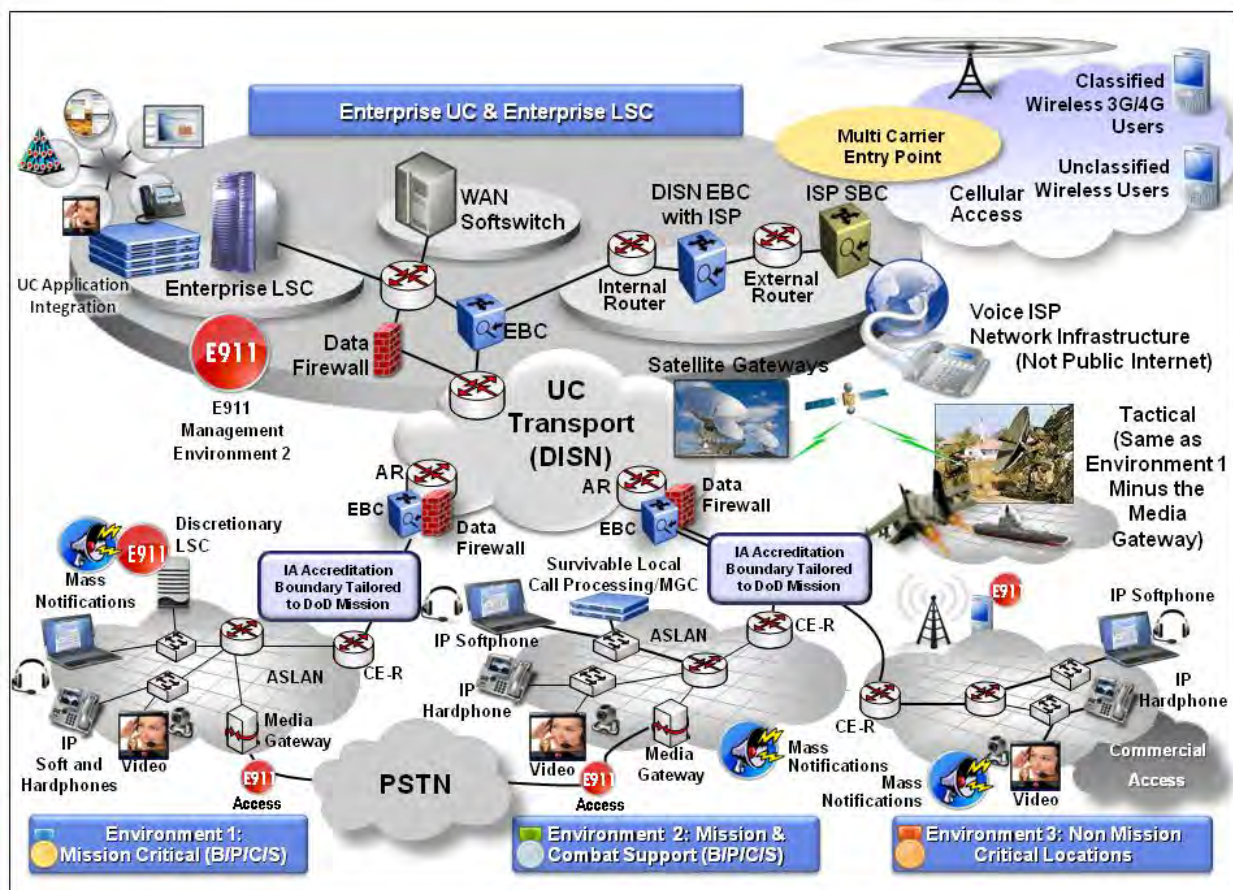 Enterprise UC & Enterprise LSC
Classified
Wireless 3G/4G
Users
Multi Carrier
Entry Point
Unclassified
Wireless Users
Cellular
Access
WAN
Softswitch
DISN EBC
with ISP
ISP SBC
UC Application
Integration
Enterprise LSC
Internal
Router
External
Router
EBC
Data
Firewall
Voice ISP
Network Infrastructure
(Not Public Internet)
E911
E911
Management
Environment 2
Satellite Gateways
UC
Transport
(DISN)
Tactical
(Same as
Environment 1
Minus the
Media
Gateway)
AR
EBC
Data
Firewall
AR
EBC
Data
Firewall
E911
Discretionary
LSC
Mass
Notifications
IA Accreditation
Boundary Tailored
to DoD Mission
Survivable Local
Call Processing/MGC
IA Accreditation
Boundary Tailored
to DoD Mission
E911
IP Softphone
IP Softphone
ASLAN
CE-R
ASLAN
CE-R
IP
Hardphone
IP
Hardphone
CE-R
IP
Soft and
Hardphones
Video
Media
Gateway
E911
Access
PSTN
Video
E911
Access
Media
Gateway
Mass
Notifications
Mass
Notifications
Video
Commercial
Access
Environment 1:
Mission Critical (B/P/C/S)
Environment 2: Mission &
Combat Support (B/P/C/S)
Environment 3: Non Mission
Critical Locations